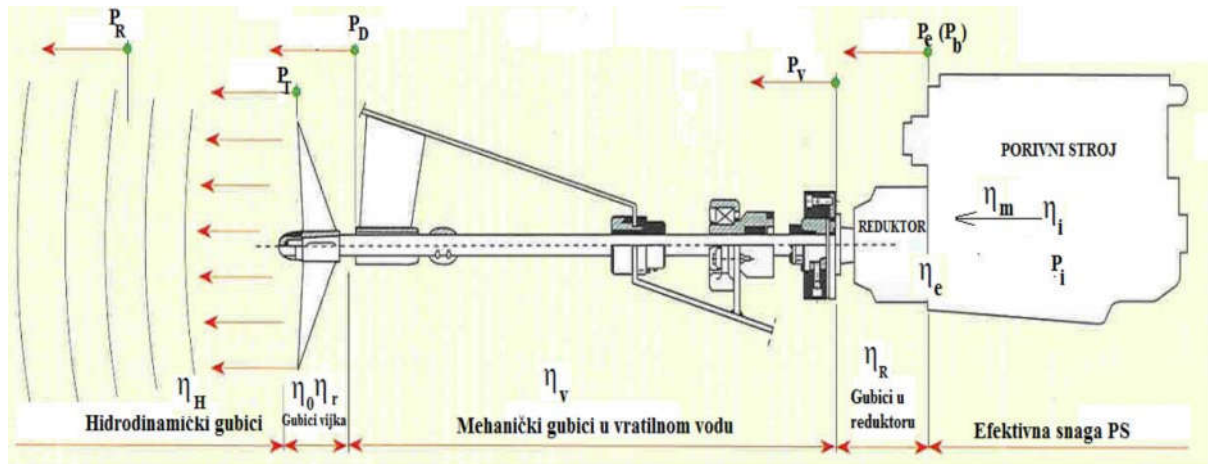 P_R
P_D
P_e (P_b)
P_T
P_v
PORIVNI STROJ
REDUKTOR
η_m
η_i
η_e
P_i
η_H
η_0 η_r
η_v
η_R
Hidrodinamički gubici
Gubici vijka
Mehanički gubici u vratilnom vodu
Gubici u
reduktoru
Efektivna snaga PS